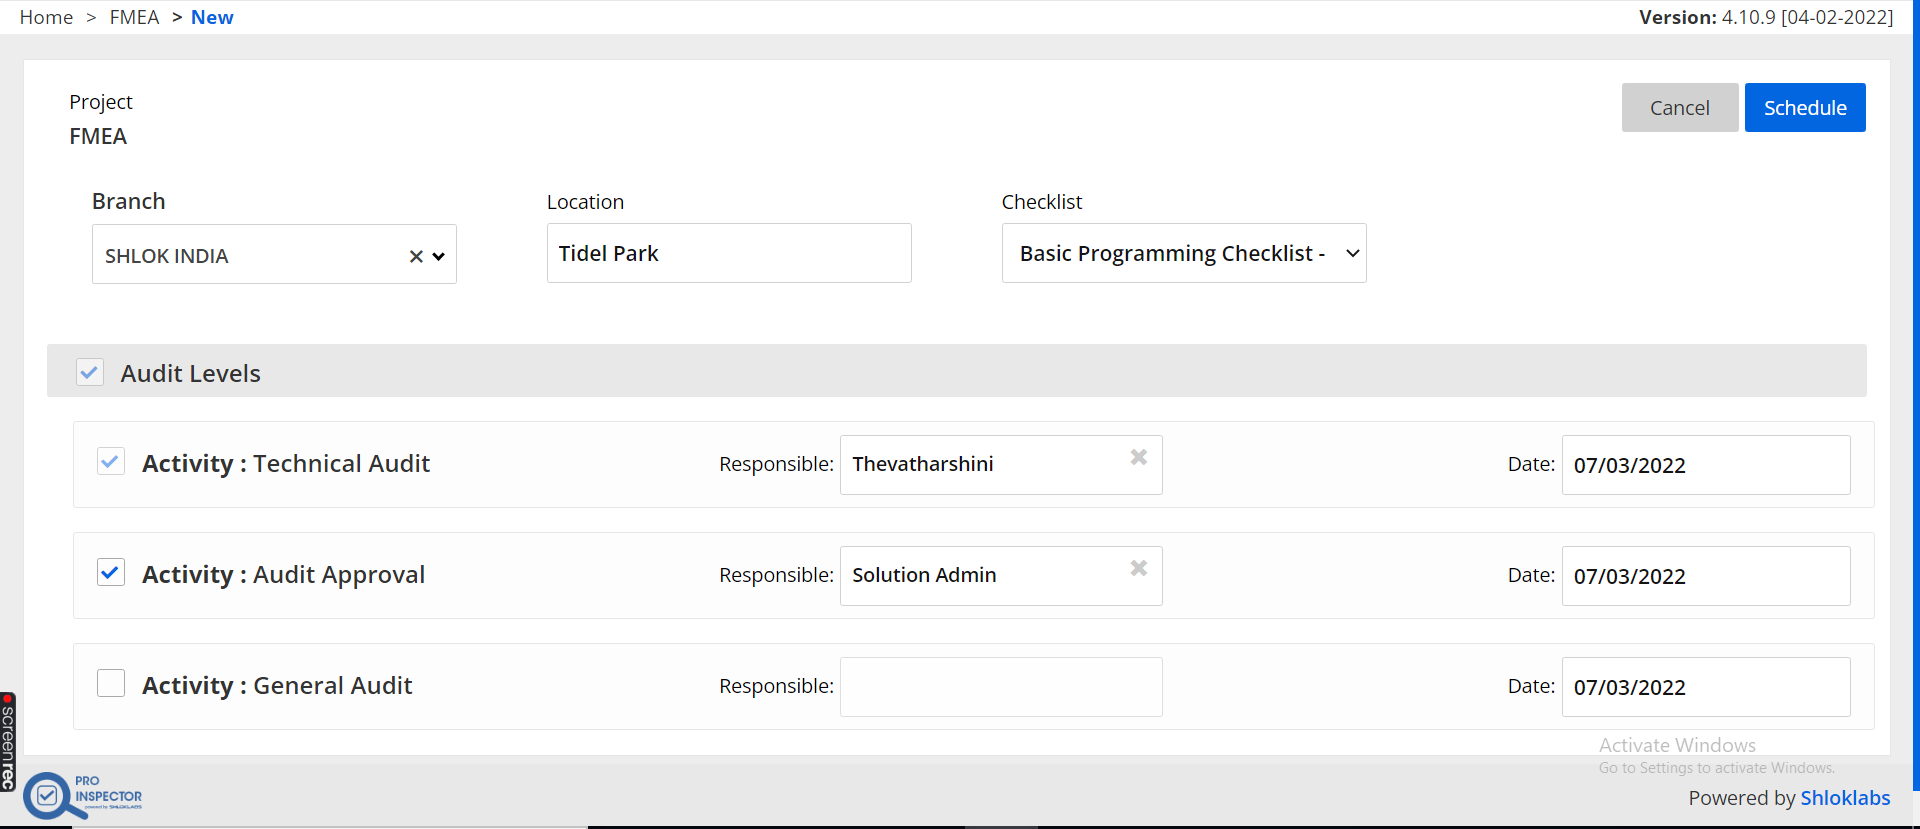 Home > FMEA > New
Version: 4.10.9 [04-02-2022]
Project
FMEA
Cancel
Schedule
Branch
Location
Checklist
SHLOK INDIA
Tidel Park
Basic Programming Checklist -
Audit Levels
Activity : Technical Audit
Responsible: Thevatharshini
Date: 07/03/2022
Activity : Audit Approval
Responsible: Solution Admin
Date: 07/03/2022
Activity : General Audit
Responsible:
Date: 07/03/2022
screenrec
Activate Windows
Go to Settings to activate Windows.
PRO
INSPECTOR
powered by SHLOKLABS
Powered by Shloklabs